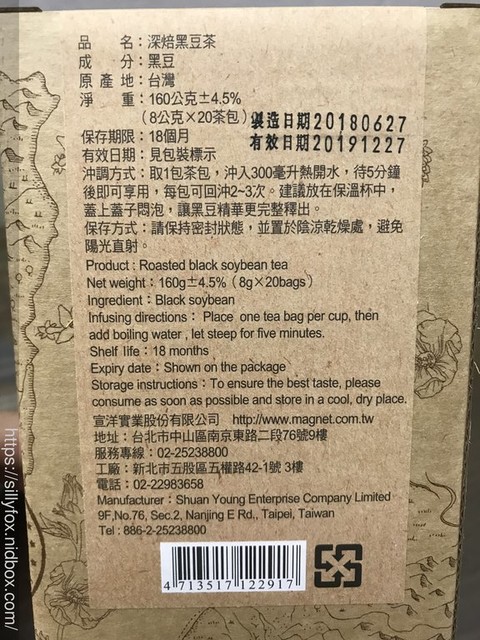 品　　名：深焙黑豆茶
成　　分：黑豆
原 產 地：台灣
淨　　重：160公克±4.5%
（8公克×20茶包）
製造日期20180627
保存期限：18個月
有效日期20191227
有效日期：見包裝標示
沖調方式：取1包茶包，沖入300毫升熱開水，待5分鐘
後即可享用，每包可回沖2~3次。建議放在保溫杯中，
蓋上蓋子悶泡，讓黑豆精華更完整釋出。
保存方式：請保持密封狀態，並置於陰涼乾燥處，避免
陽光直射。
Product : Roasted black soybean tea
Net weight : 160g±4.5%（8g×20bags）
Ingredient : Black soybean
Infusing directions : Place one tea bag per cup, then
add boiling water , let steep for five minutes.
Shelf life : 18 months
Expiry date : Shown on the package
Storage instructions : To ensure the best taste, please
consume as soon as possible and store in a cool, dry place.
宣洋實業股份有限公司 http://www.magnet.com.tw
地址：台北市中山區南京東路二段76號9樓
服務專線：02-25238800
工廠：新北市五股區五權路42-1號 3樓
電話：02-22983658
Manufacturer : Shuan Young Enterprise Company Limited
9F,No.76, Sec.2, Nanjing E Rd., Taipei, Taiwan
Tel : 886-2-25238800
4 713517 122917
https://sillyfox.nidbox.com/